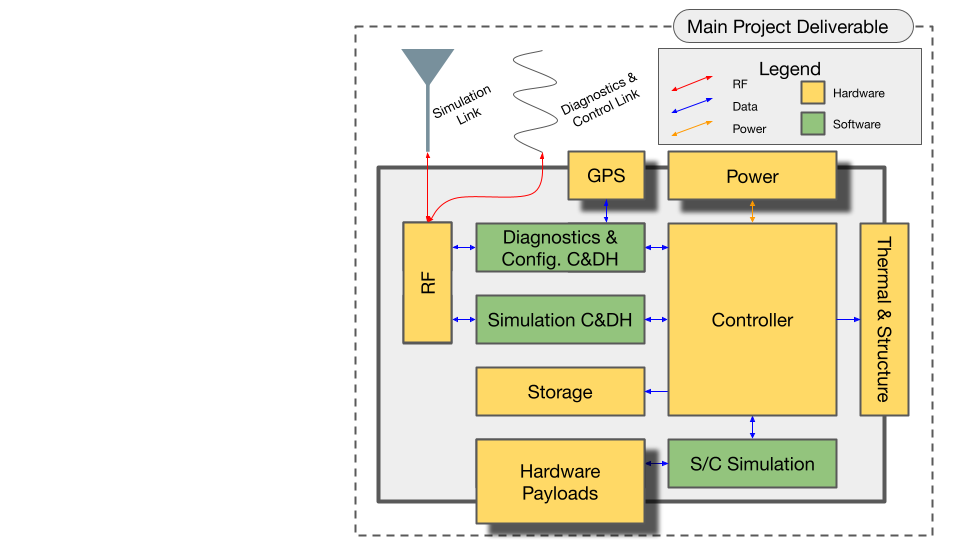 Main Project Deliverable
Legend
RF
Data
Power
Hardware
Software
Simulation
Link
Diagnostics &
Control Link
GPS
Power
RF
Diagnostics &
Config. C&DH
Simulation C&DH
Controller
Thermal & Structure
Storage
Hardware
Payloads
S/C Simulation